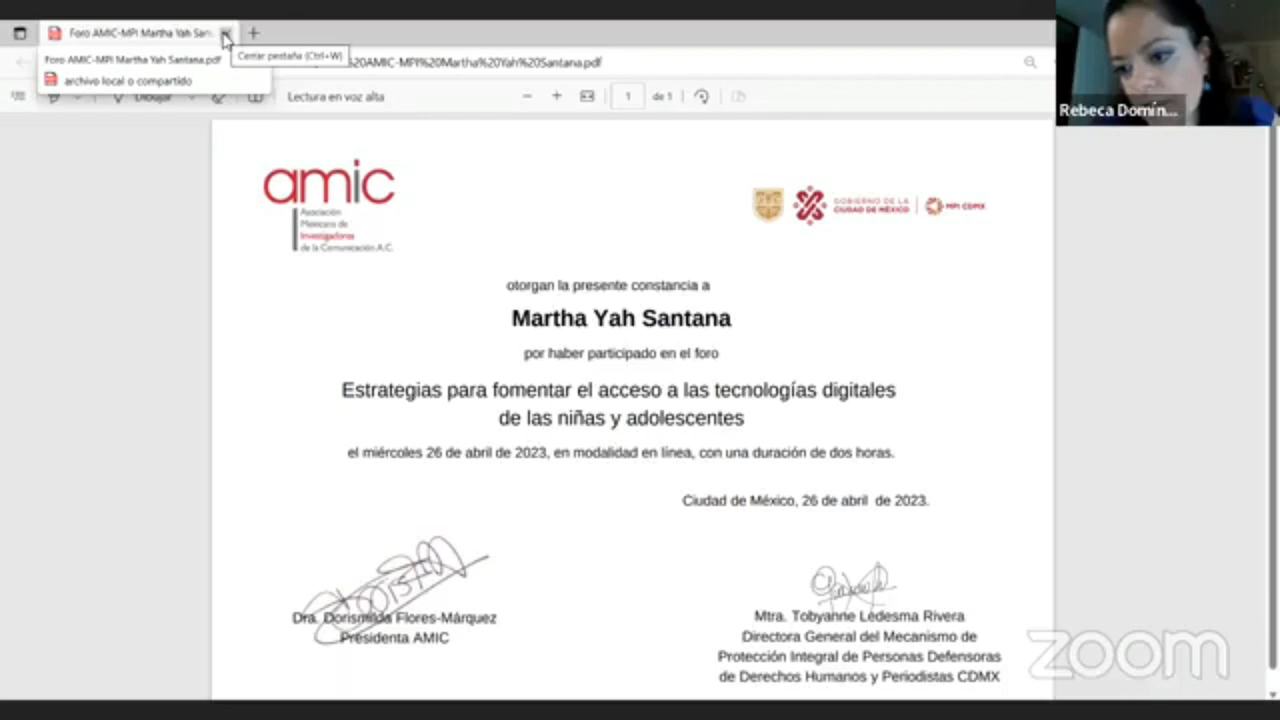 Foro AMIC-MPI Martha Yah San
Foro AMIC-MPI Martha Yah Santana.pdf
archivo local o compartido
Cerrar pestaña (Ctrl+W)
%20AMIC-MPI%20Martha%20Yah%20Santana.pdf
Dibujar
Lectura en voz alta
1 de 1
Rebeca Domín...
amic
Asociación
Mexicana de
Investigadores
de la Comunicación A.C.
GOBIERNO DE LA
CIUDAD DE MÉXICO
MPI CDMX
otorgan la presente constancia a
Martha Yah Santana
por haber participado en el foro
Estrategias para fomentar el acceso a las tecnologías digitales
de las niñas y adolescentes
el miércoles 26 de abril de 2023, en modalidad en línea, con una duración de dos horas.
Ciudad de México, 26 de abril de 2023.
Dra. Dorismilda Flores-Márquez
Presidenta AMIC
Mtra. Tobyanne Ledesma Rivera
Directora General del Mecanismo de
Protección Integral de Personas Defensoras
de Derechos Humanos y Periodistas CDMX
zoom